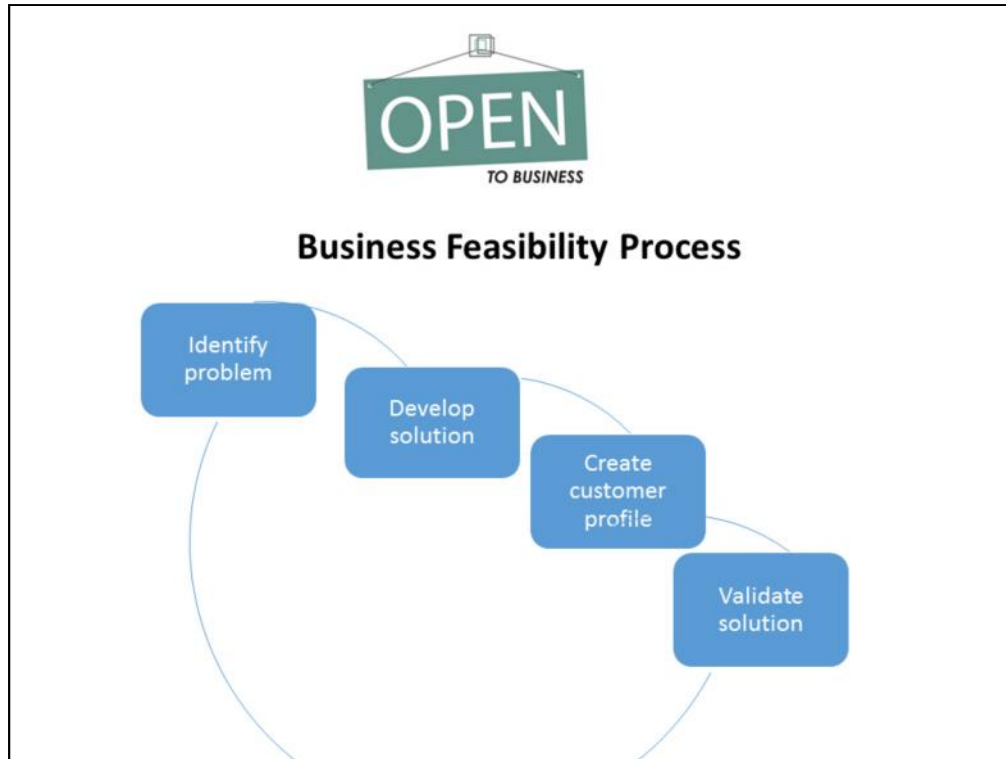 OPEN
TO BUSINESS
Business Feasibility Process
Identify
problem
Develop
solution
Create
customer
profile
Validate
solution